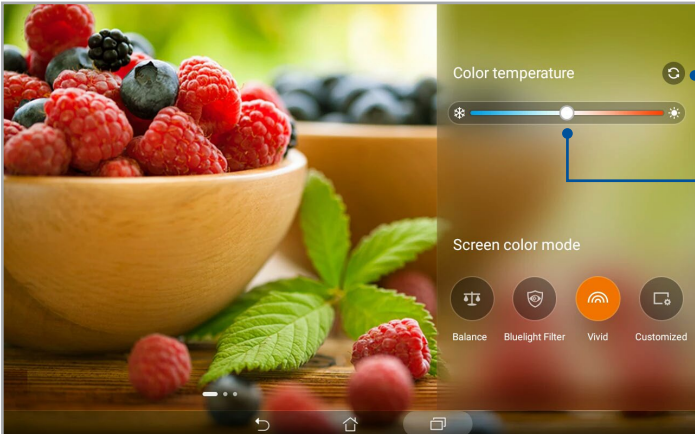 Color temperature
Screen color mode
Balance
Bluelight Filter
Vivid
Customized